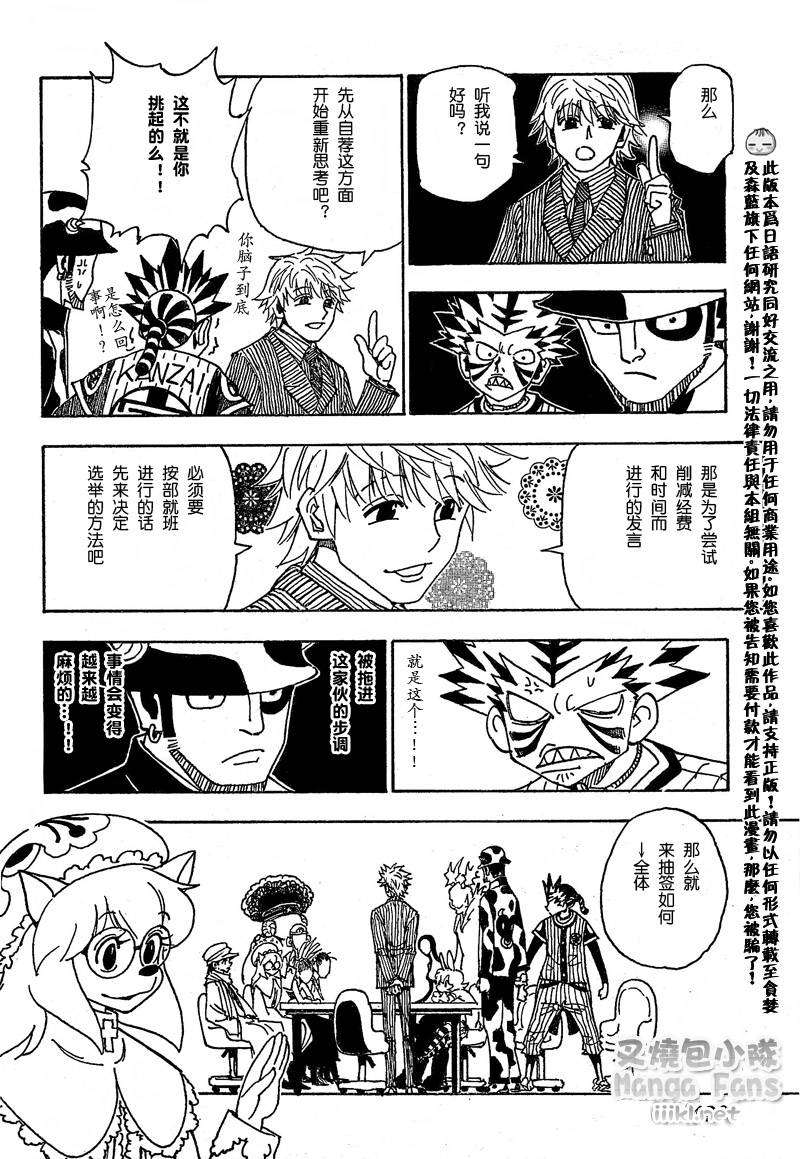 那么
听我说一句
好吗？
先从自荐这方面
开始重新思考吧？
这不就是你
挑起的么！！
你脑子到底
是怎么回
事啊！？
KANZAI
那是为了尝试
削减经费
和时间而
进行的发言
必须要
按部就班
进行的话
先来决定
选举的方法吧
就是这个…！！
被拖进
这家伙的步调
事情会变得
越来越
麻烦的…！！
那么就
来抽签如何
↓全体
此版本爲日語研究同好交流之用，請勿用于任何商業用途。如您喜歡此作品，請支持正版！請勿以任何形式轉載至貪婪
及森藍旗下任何網站，謝謝！一切法律責任與本組無關。如果您被告知需要付款才能看到此漫畫，那麼，您被騙了！
叉燒包小隊
Manga Fans
iiikl.net